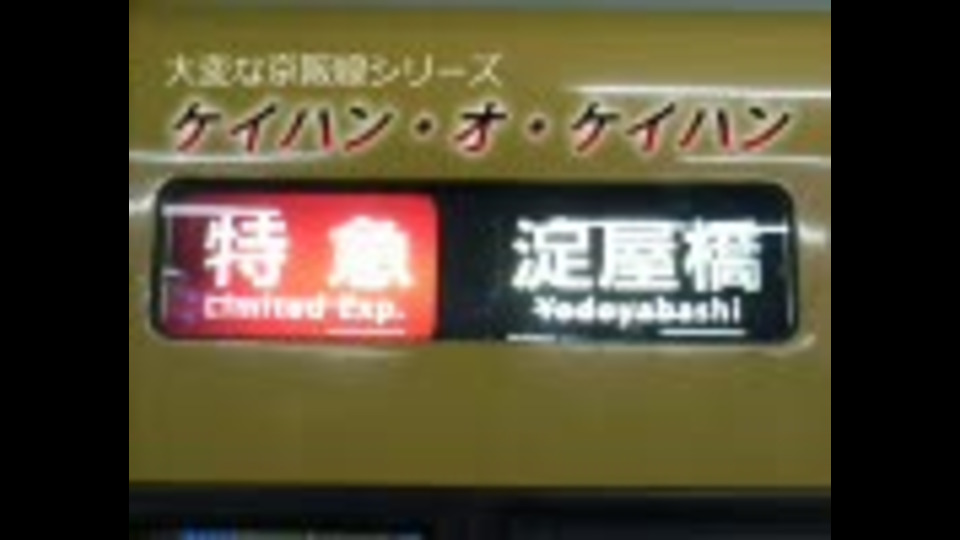 大変な京阪線シリーズ
ケイハン・オ・ケイハン
特急 淀屋橋
Limited Exp. Yodoyabashi